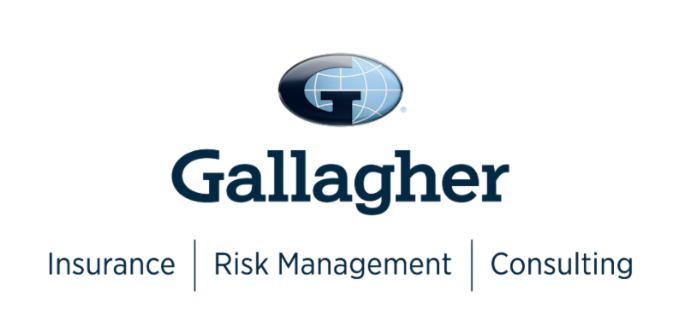 G
Gallagher
Insurance | Risk Management | Consulting